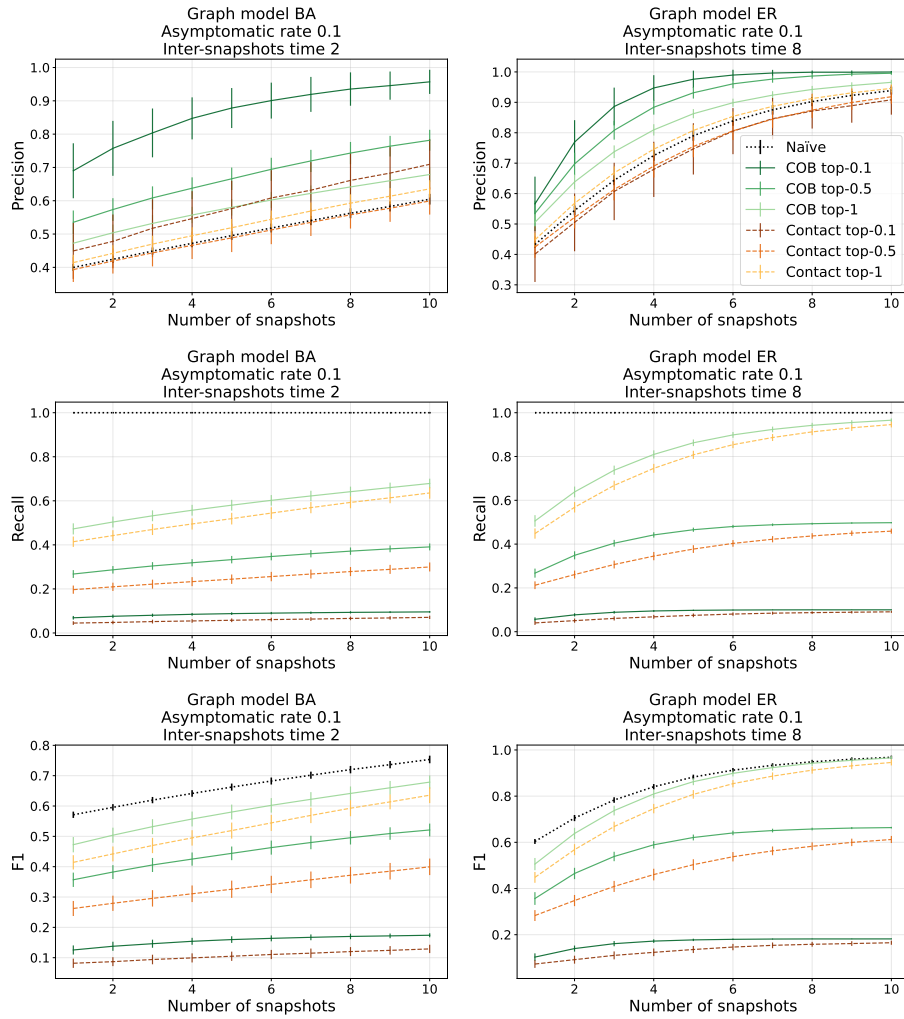 Graph model BA
Asymptomatic rate 0.1
Inter-snapshots time 2
1.0
0.9
0.8
0.7
0.6
0.5
0.4
Precision
2
4
6
8
10
Number of snapshots
Graph model ER
Asymptomatic rate 0.1
Inter-snapshots time 8
1.0
0.9
0.8
0.7
0.6
0.5
0.4
0.3
Precision
Naïve
COB top-0.1
COB top-0.5
COB top-1
Contact top-0.1
Contact top-0.5
Contact top-1
2
4
6
8
10
Number of snapshots
Graph model BA
Asymptomatic rate 0.1
Inter-snapshots time 2
1.0
0.8
0.6
0.4
0.2
0.0
Recall
2
4
6
8
10
Number of snapshots
Graph model ER
Asymptomatic rate 0.1
Inter-snapshots time 8
1.0
0.8
0.6
0.4
0.2
0.0
Recall
2
4
6
8
10
Number of snapshots
Graph model BA
Asymptomatic rate 0.1
Inter-snapshots time 2
0.8
0.7
0.6
0.5
0.4
0.3
0.2
0.1
F1
2
4
6
8
10
Number of snapshots
Graph model ER
Asymptomatic rate 0.1
Inter-snapshots time 8
1.0
0.8
0.6
0.4
0.2
F1
2
4
6
8
10
Number of snapshots